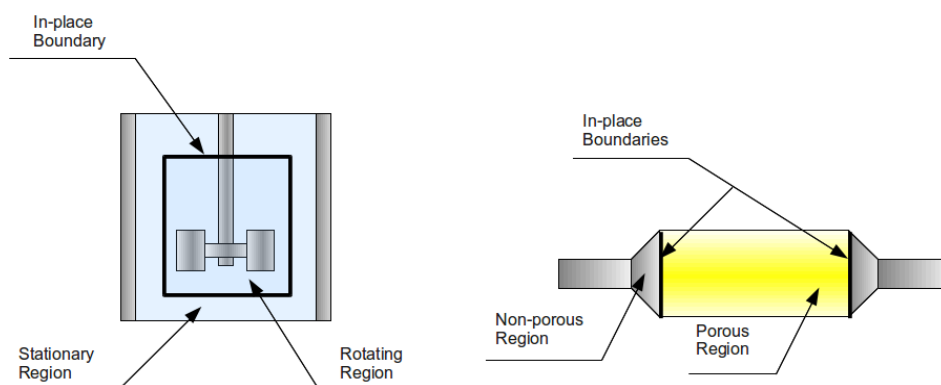 In-place
Boundary
Stationary
Region
Rotating
Region
In-place
Boundaries
Non-porous
Region
Porous
Region